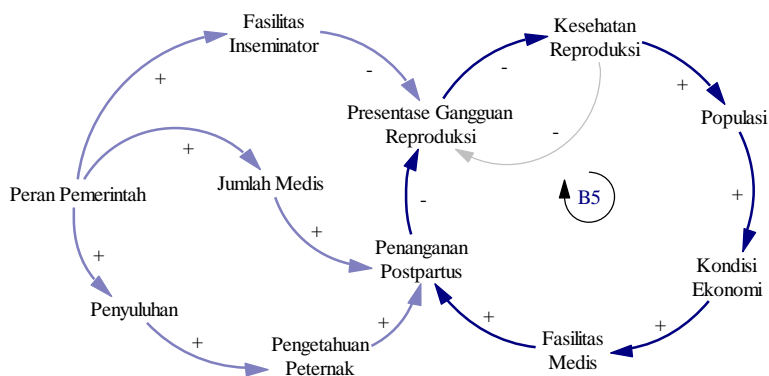 Fasilitas
Inseminator
Kesehatan
Reproduksi
+
-
-
+
Presentase Gangguan
Reproduksi
-
Populasi
+
Peran Pemerintah
Jumlah Medis
B5
+
-
+
+
Penanganan
Postpartus
Kondisi
Ekonomi
Penyuluhan
+
Pengetahuan
Peternak
+
+
+
Fasilitas
Medis